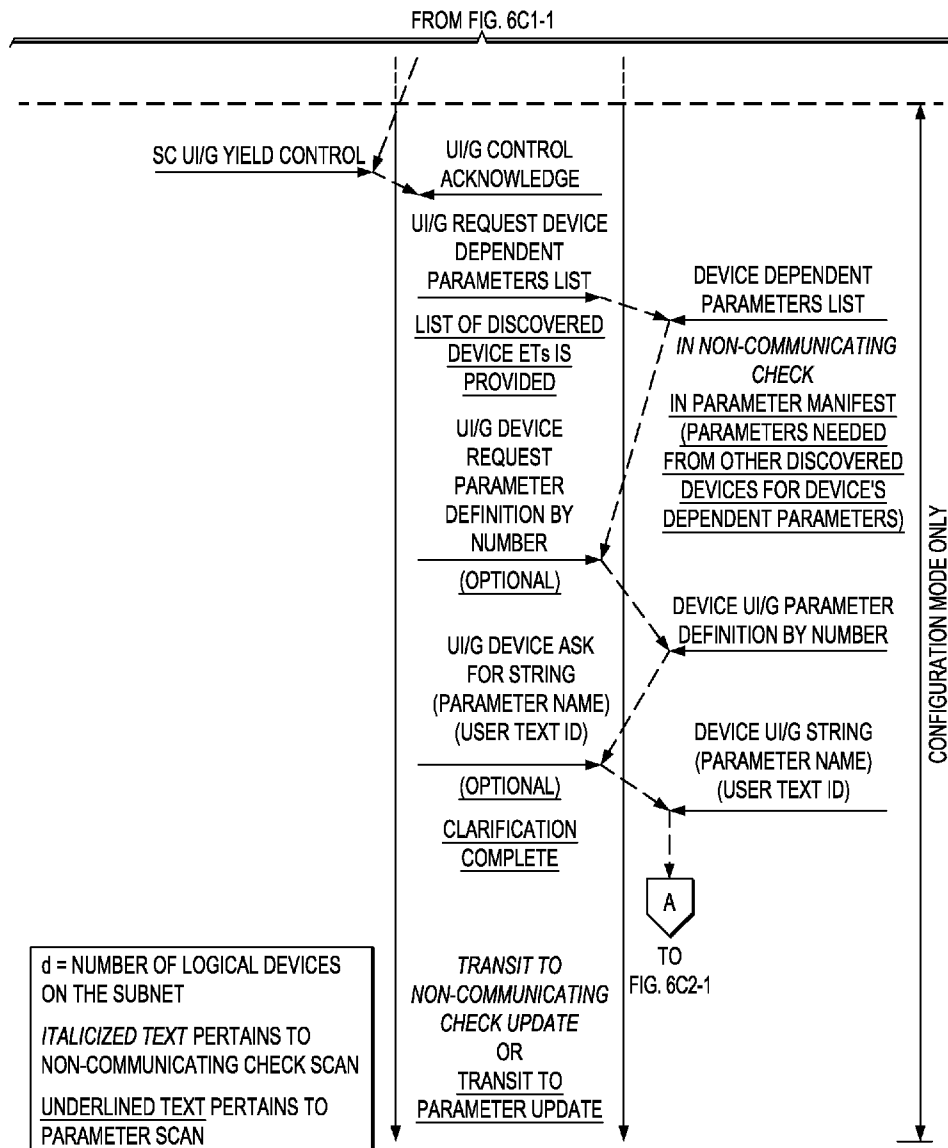 FROM FIG. 6C1-1
SC UI/G YIELD CONTROL
UI/G CONTROL
ACKNOWLEDGE
UI/G REQUEST DEVICE
DEPENDENT
PARAMETERS LIST
DEVICE DEPENDENT
PARAMETERS LIST
LIST OF DISCOVERED
DEVICE ETs IS
PROVIDED
IN NON-COMMUNICATING
CHECK
IN PARAMETER MANIFEST
(PARAMETERS NEEDED
FROM OTHER DISCOVERED
DEVICES FOR DEVICE'S
DEPENDENT PARAMETERS)
UI/G DEVICE
REQUEST
PARAMETER
DEFINITION BY
NUMBER
(OPTIONAL)
DEVICE UI/G PARAMETER
DEFINITION BY NUMBER
UI/G DEVICE ASK
FOR STRING
(PARAMETER NAME)
(USER TEXT ID)
(OPTIONAL)
DEVICE UI/G STRING
(PARAMETER NAME)
(USER TEXT ID)
CLARIFICATION
COMPLETE
A
TO
FIG. 6C2-1
TRANSIT TO
NON-COMMUNICATING
CHECK UPDATE
OR
TRANSIT TO
PARAMETER UPDATE
CONFIGURATION MODE ONLY
d = NUMBER OF LOGICAL DEVICES
ON THE SUBNET
ITALICIZED TEXT PERTAINS TO
NON-COMMUNICATING CHECK SCAN
UNDERLINED TEXT PERTAINS TO
PARAMETER SCAN